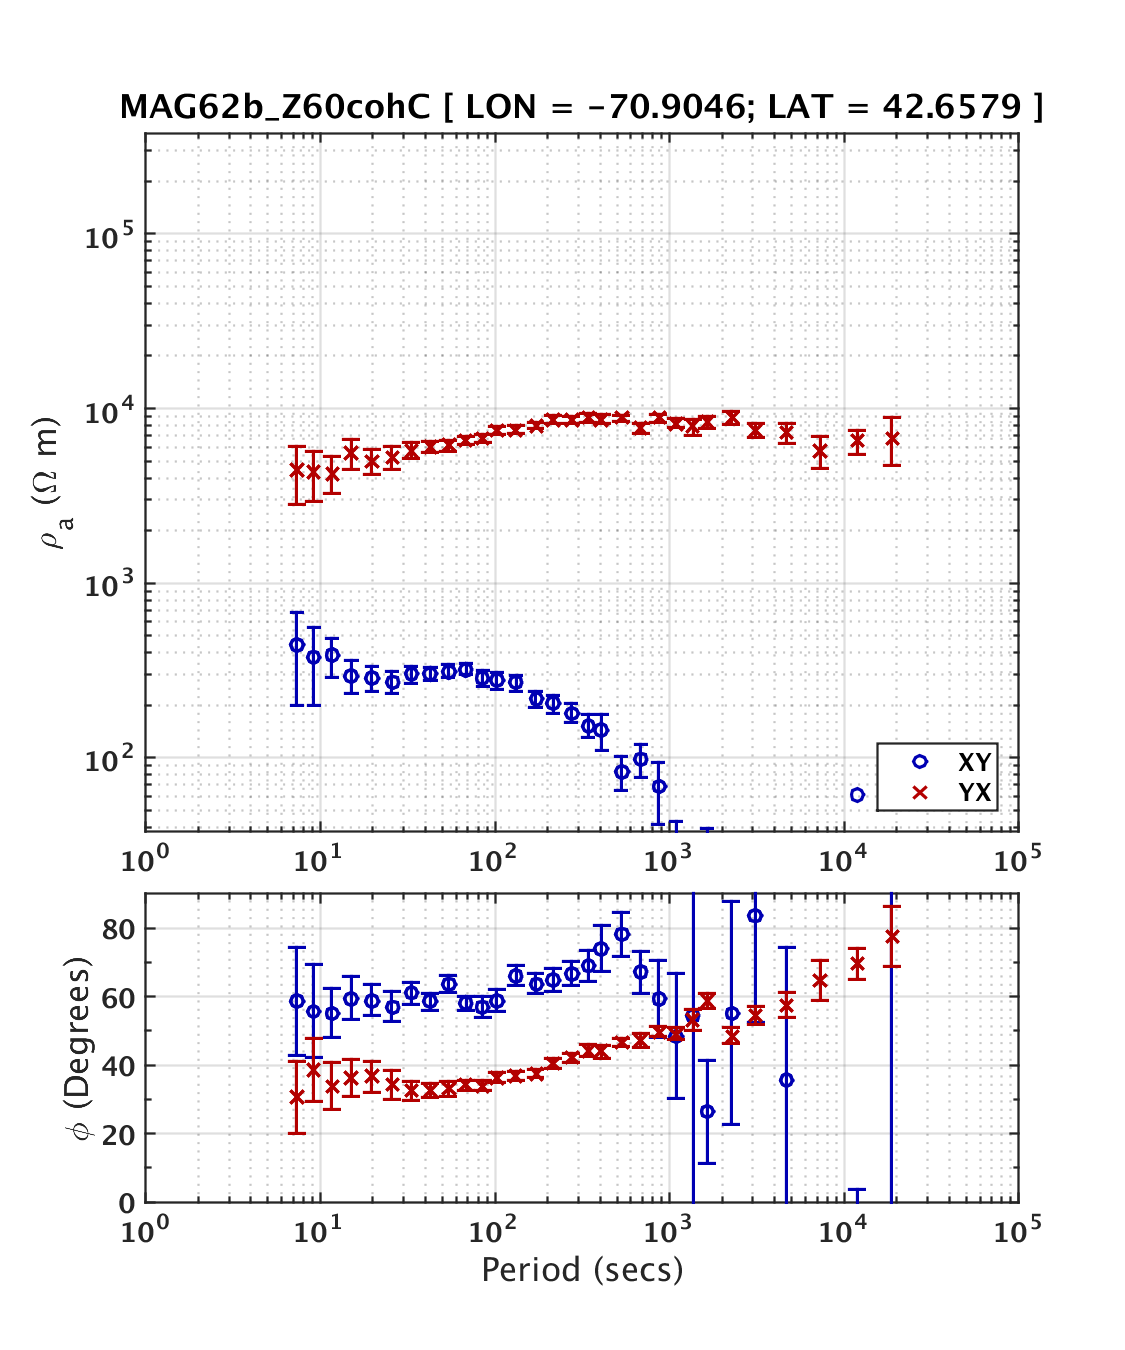 MAG62b_Z60cohC [ LON = -70.9046; LAT = 42.6579 ]
10^5
10^4
10^3
10^2
ρ_a (Ω m)
XY
YX
10^0 10^1 10^2 10^3 10^4 10^5
80
60
40
20
0
ϕ (Degrees)
10^0 10^1 10^2 10^3 10^4 10^5
Period (secs)